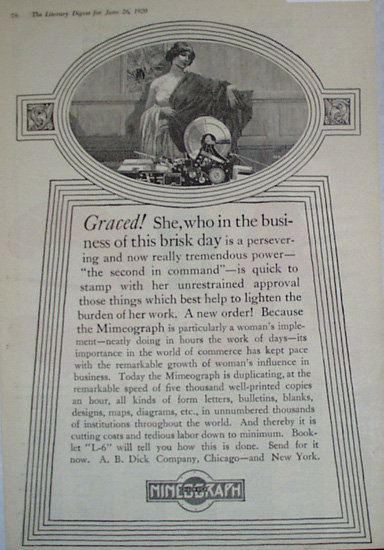 76 The Literary Digest for June 26, 1920
Graced! She, who in the busi-
ness of this brisk day is a persever-
ing and now really tremendous power—
“the second in command”—is quick to
stamp with her unrestrained approval
those things which best help to lighten the
burden of her work. A new order! Because
the Mimeograph is particularly a woman's imple-
ment—neatly doing in hours the work of days—its
importance in the world of commerce has kept pace
with the remarkable growth of woman's influence in
business. Today the Mimeograph is duplicating, at the
remarkable speed of five thousand well-printed copies
an hour, all kinds of form letters, bulletins, blanks,
designs, maps, diagrams, etc., in unnumbered thousands
of institutions throughout the world. And thereby it is
cutting costs and tedious labor down to minimum. Book-
let “L-6” will tell you how this is done. Send for it
now. A. B. Dick Company, Chicago—and New York.
MIMEOGRAPH